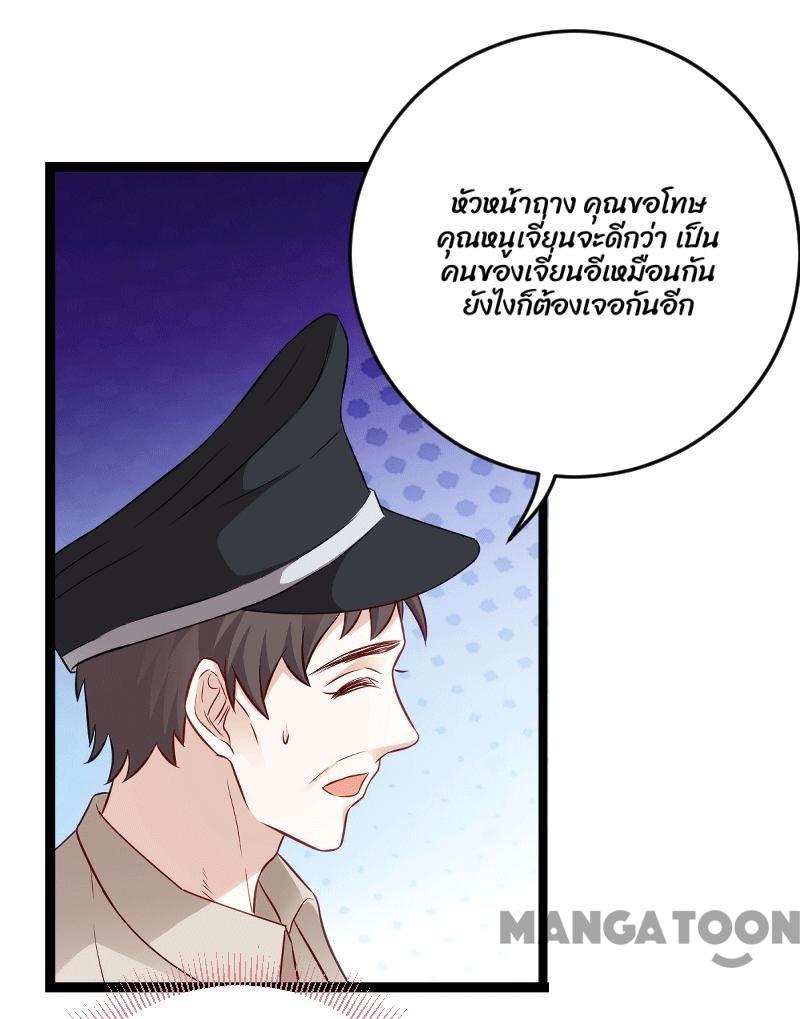 หัวหน้าถาง คุณขอโทษ
คุณหนูเจี่ยนจะดีกว่า เป็น
คนของเจี่ยนอีเหมือนกัน
ยังไงก็ต้องเจอกันอีก
MANGATOON